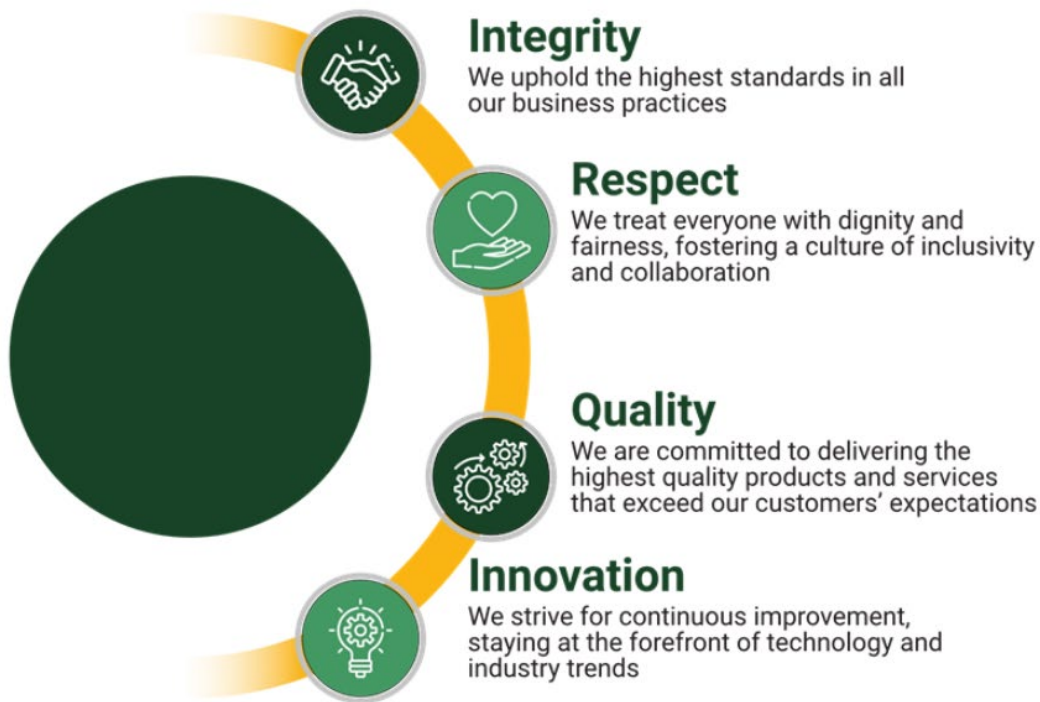 Integrity
We uphold the highest standards in all
our business practices
Respect
We treat everyone with dignity and
fairness, fostering a culture of inclusivity
and collaboration
Quality
We are committed to delivering the
highest quality products and services
that exceed our customers’ expectations
Innovation
We strive for continuous improvement,
staying at the forefront of technology and
industry trends